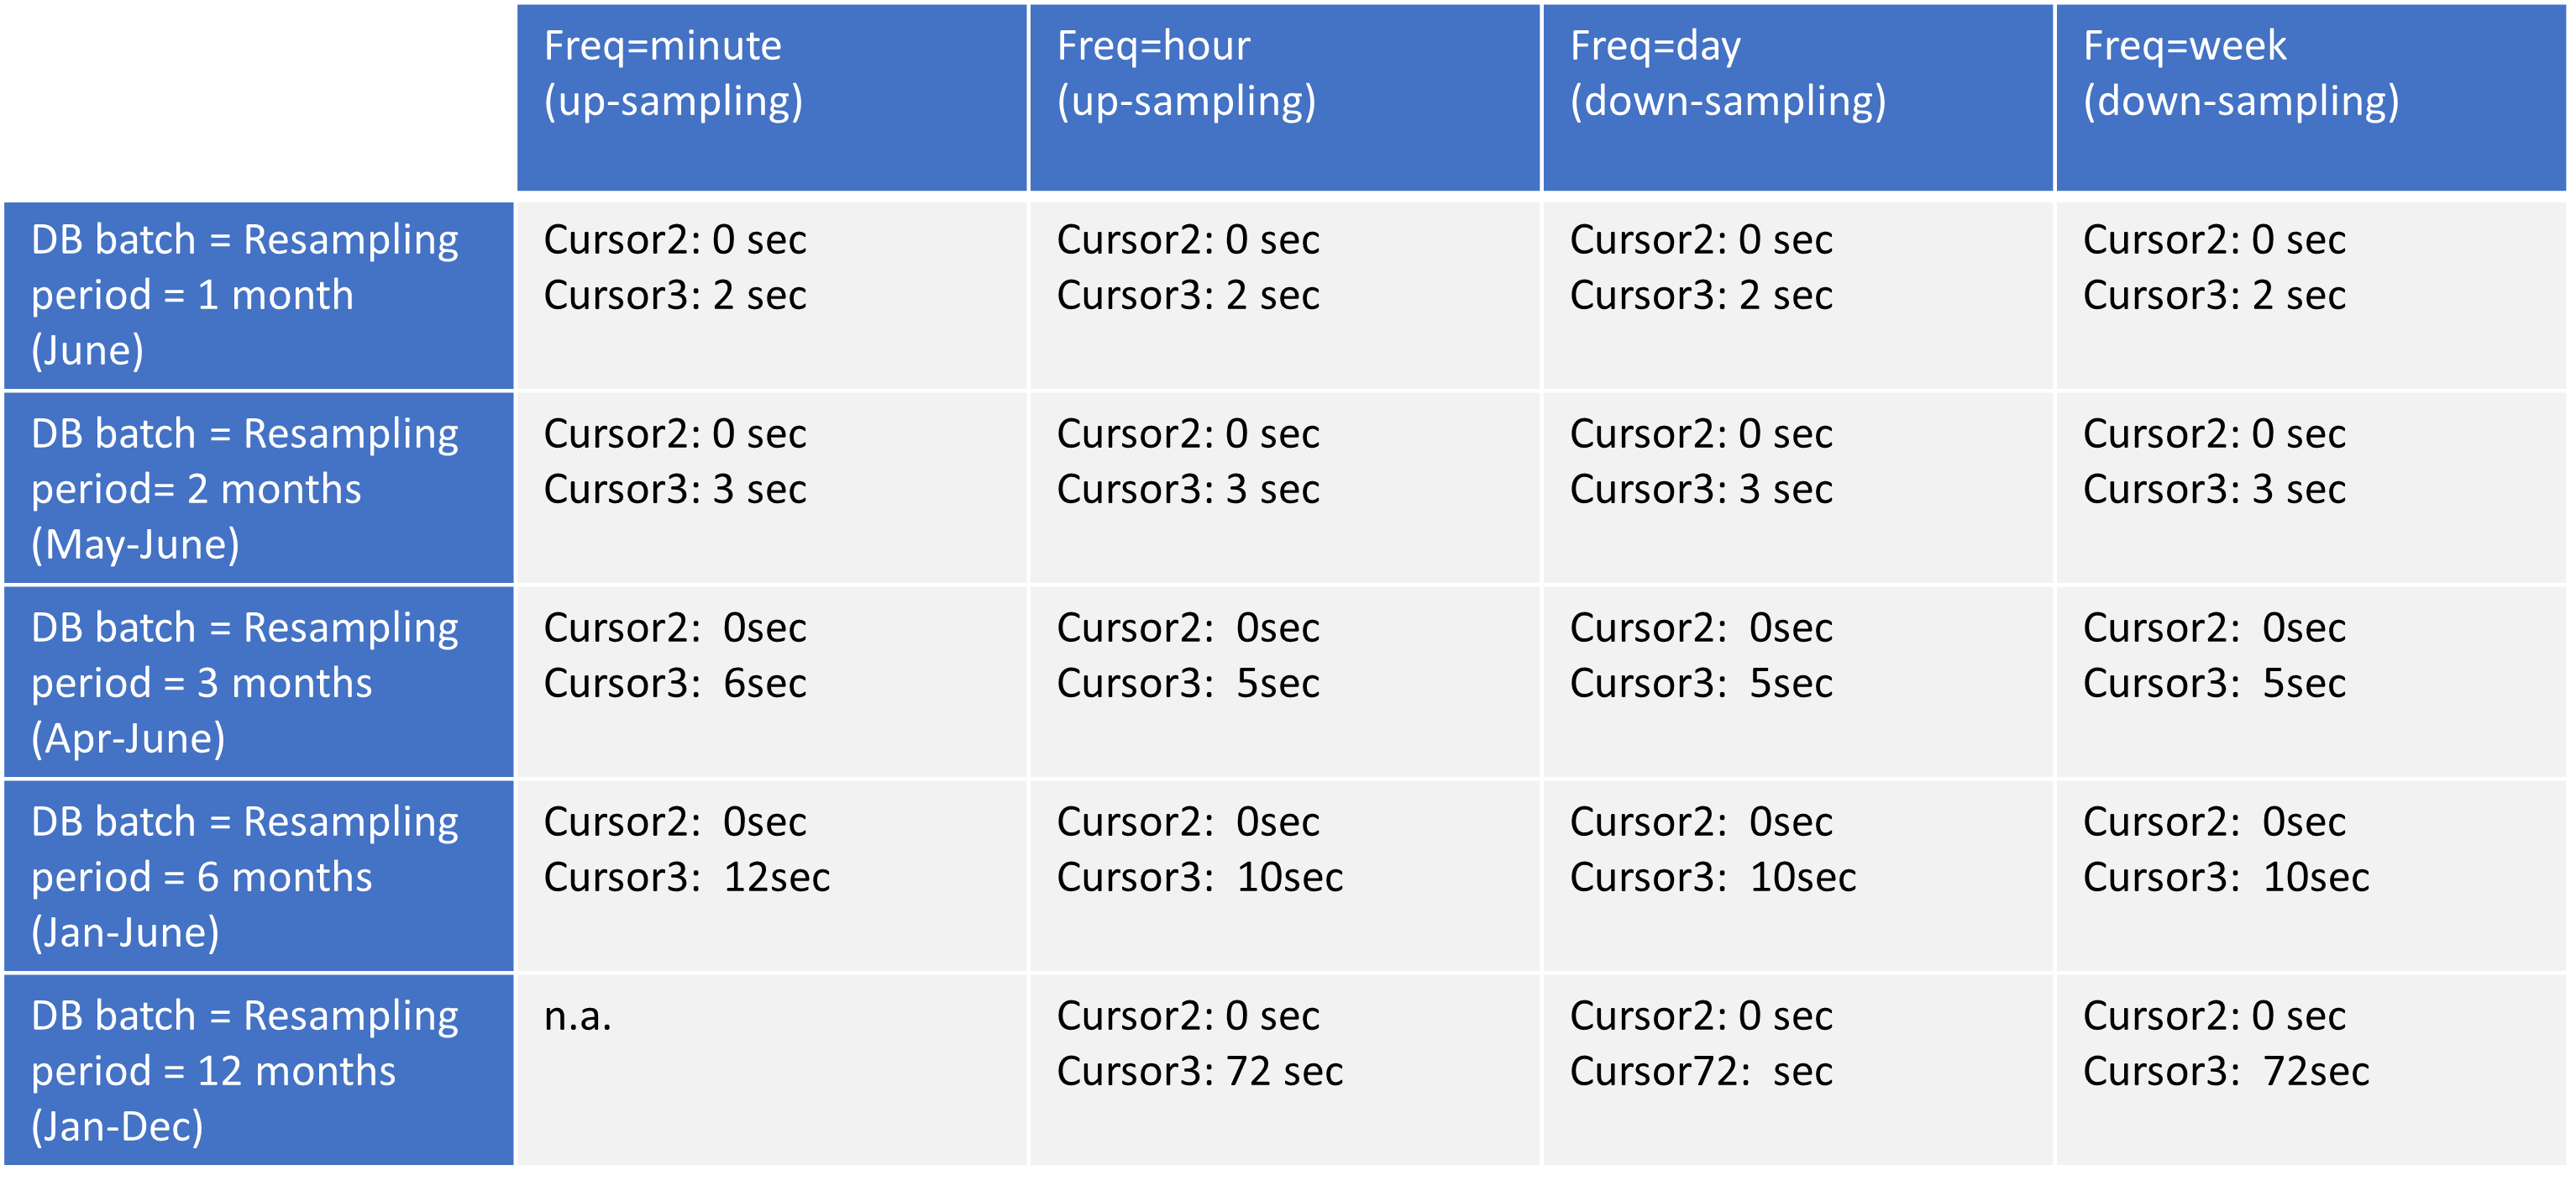 Freq=minute
(up-sampling)
Freq=hour
(up-sampling)
Freq=day
(down-sampling)
Freq=week
(down-sampling)
DB batch = Resampling
period = 1 month
(June)
Cursor2: 0 sec
Cursor3: 2 sec
Cursor2: 0 sec
Cursor3: 2 sec
Cursor2: 0 sec
Cursor3: 2 sec
Cursor2: 0 sec
Cursor3: 2 sec
DB batch = Resampling
period= 2 months
(May-June)
Cursor2: 0 sec
Cursor3: 3 sec
Cursor2: 0 sec
Cursor3: 3 sec
Cursor2: 0 sec
Cursor3: 3 sec
Cursor2: 0 sec
Cursor3: 3 sec
DB batch = Resampling
period = 3 months
(Apr-June)
Cursor2:  0sec
Cursor3:  6sec
Cursor2:  0sec
Cursor3:  5sec
Cursor2:  0sec
Cursor3:  5sec
Cursor2:  0sec
Cursor3:  5sec
DB batch = Resampling
period = 6 months
(Jan-June)
Cursor2:  0sec
Cursor3:  12sec
Cursor2:  0sec
Cursor3:  10sec
Cursor2:  0sec
Cursor3:  10sec
Cursor2:  0sec
Cursor3:  10sec
DB batch = Resampling
period = 12 months
(Jan-Dec)
n.a.
Cursor2: 0 sec
Cursor3: 72 sec
Cursor2: 0 sec
Cursor72:  sec
Cursor2: 0 sec
Cursor3:  72sec